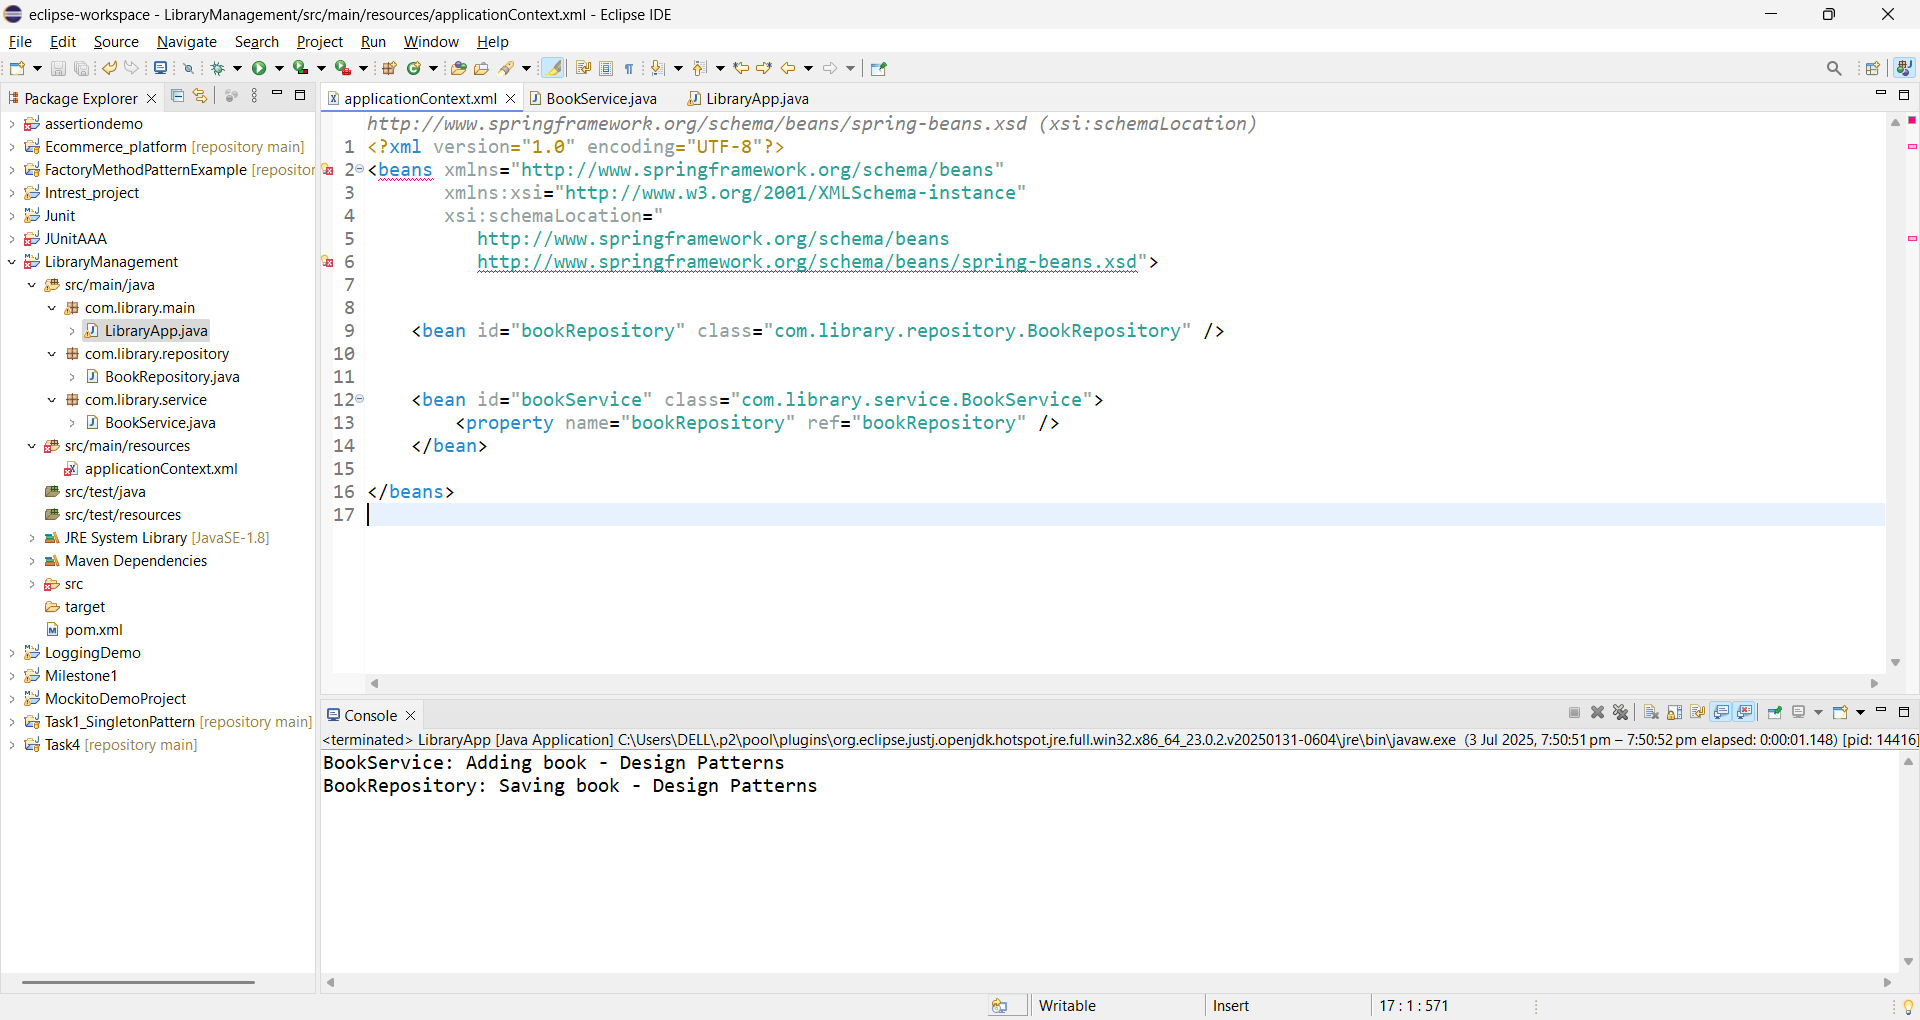 eclipse-workspace - LibraryManagement/src/main/resources/applicationContext.xml - Eclipse IDE
File Edit Source Navigate Search Project Run Window Help
Package Explorer
assertiondemo
Ecommerce_platform [repository main]
FactoryMethodPatternExample [repositor
Intrest_project
Junit
JUnitAAA
LibraryManagement
src/main/java
com.library.main
LibraryApp.java
com.library.repository
BookRepository.java
com.library.service
BookService.java
src/main/resources
applicationContext.xml
src/test/java
src/test/resources
JRE System Library [JavaSE-1.8]
Maven Dependencies
src
target
pom.xml
LoggingDemo
Milestone1
MockitoDemoProject
Task1_SingletonPattern [repository main]
Task4 [repository main]
applicationContext.xml BookService.java LibraryApp.java
http://www.springframework.org/schema/beans/spring-beans.xsd (xsi:schemaLocation)
1 <?xml version="1.0" encoding="UTF-8"?>
2 <beans xmlns="http://www.springframework.org/schema/beans"
3 xmlns:xsi="http://www.w3.org/2001/XMLSchema-instance"
4 xsi:schemaLocation="
5 http://www.springframework.org/schema/beans
6 http://www.springframework.org/schema/beans/spring-beans.xsd">
7
8
9 <bean id="bookRepository" class="com.library.repository.BookRepository" />
10
11
12 <bean id="bookService" class="com.library.service.BookService">
13 <property name="bookRepository" ref="bookRepository" />
14 </bean>
15
16 </beans>
17
Console
<terminated> LibraryApp [Java Application] C:\Users\DELL\.p2\pool\plugins\org.eclipse.justj.openjdk.hotspot.jre.full.win32.x86_64_23.0.2.v20250131-0604\jre\bin\javaw.exe (3 Jul 2025, 7:50:51 pm – 7:50:52 pm elapsed: 0:00:01.148) [pid: 14416]
BookService: Adding book - Design Patterns
BookRepository: Saving book - Design Patterns
Writable Insert 17 : 1 : 571